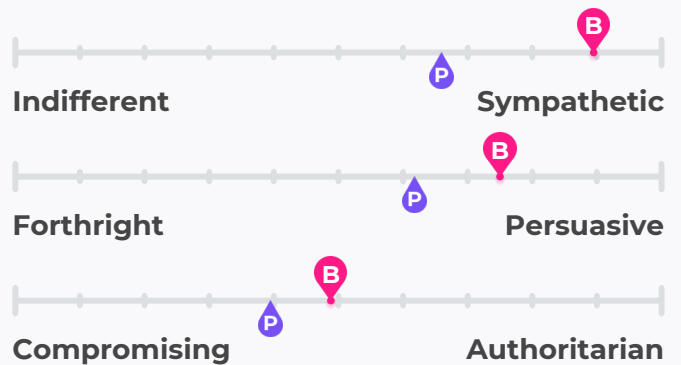 B
P
Indifferent Sympathetic
B
P
Forthright Persuasive
B
P
Compromising Authoritarian